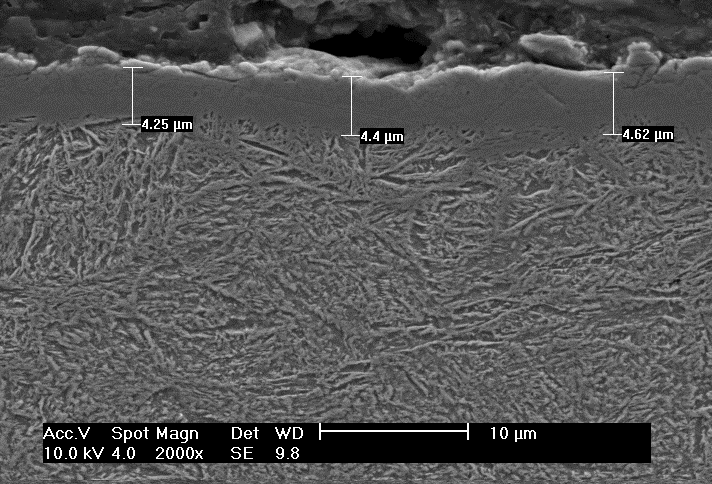 4.25 µm
4.4 µm
4.62 µm
Acc.V Spot Magn Det WD 10 µm
10.0 kV 4.0 2000x SE 9.8